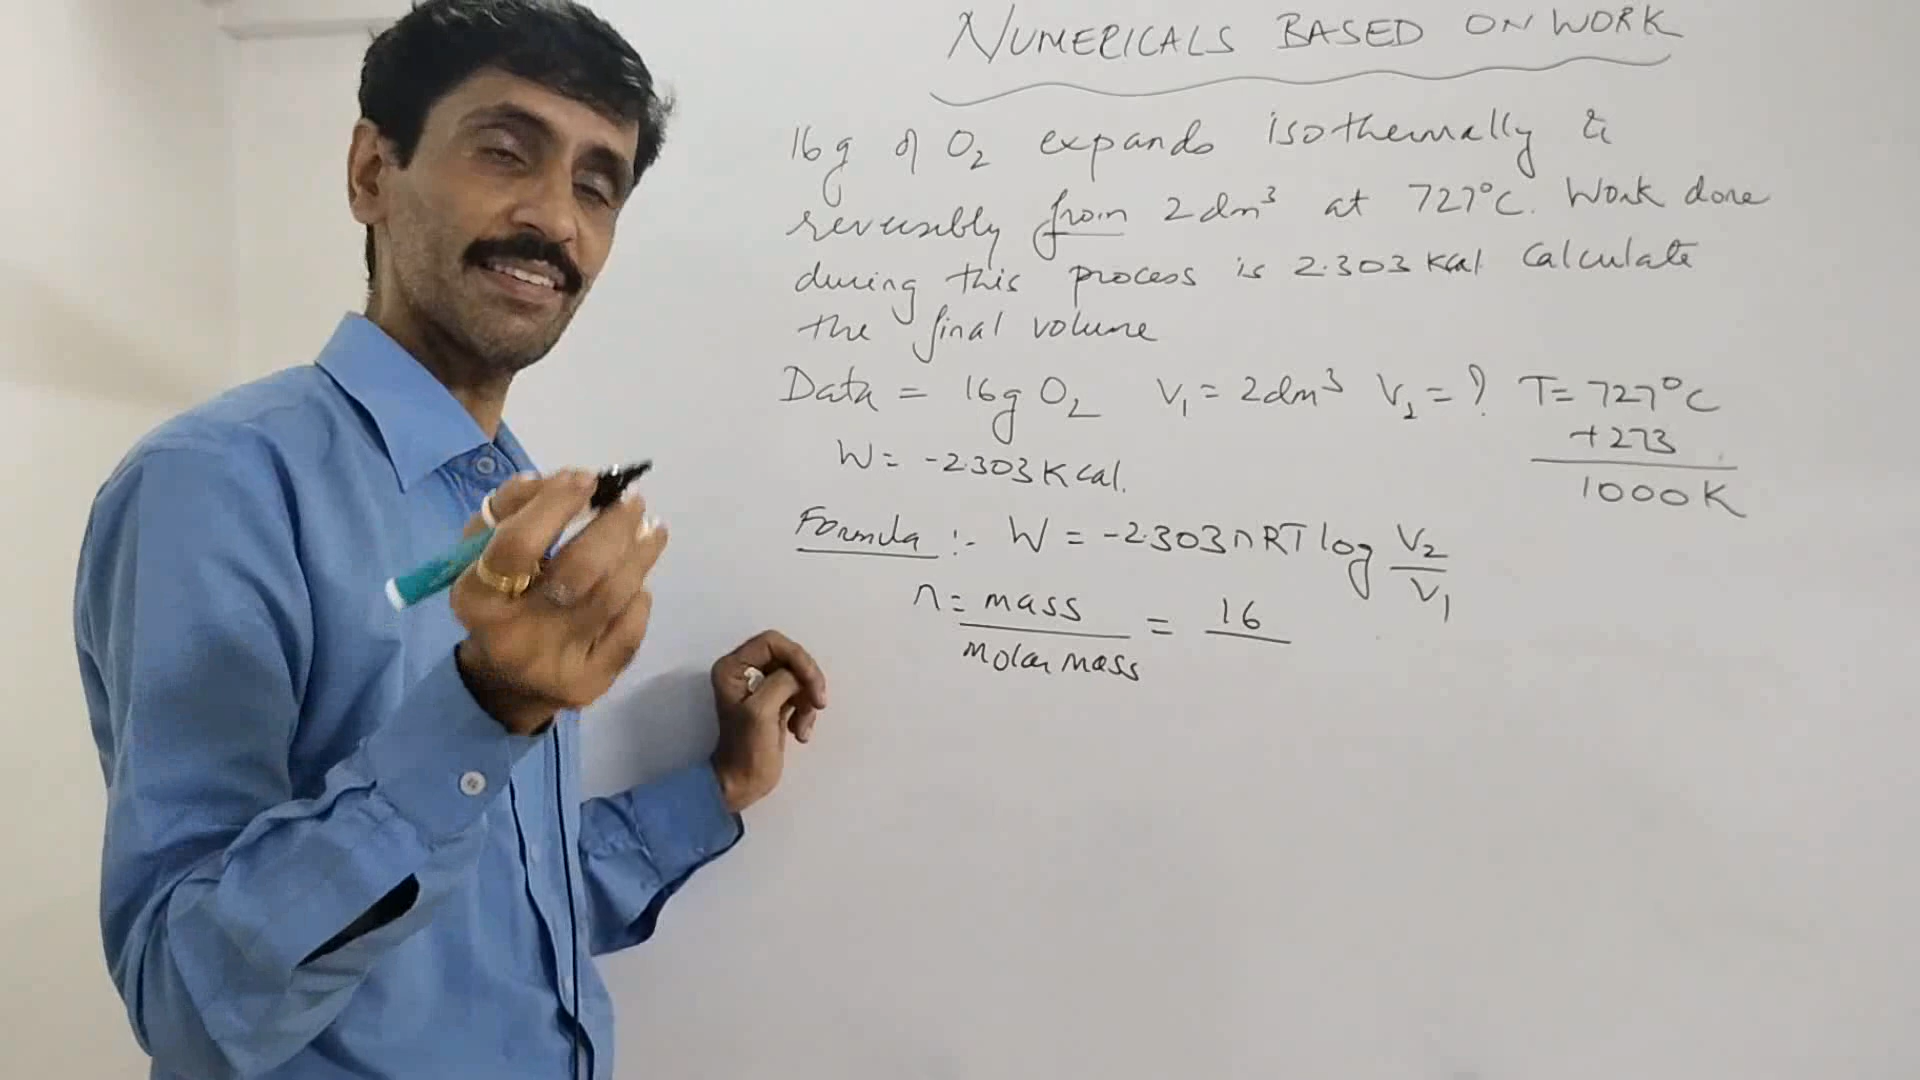 NUMERICALS BASED ON WORK
16g of O2 expands isothermally &
reversibly from 2dm³ at 727°C. Work done
during this process is 2.303 Kcal. Calculate
the final volume
Data = 16g O2 V1 = 2dm³ V2 = ? T = 727°C
+273
W = -2.303 Kcal.
1000K
Formula :- W = -2.303nRT log V2/V1
n = mass/molar mass = 16